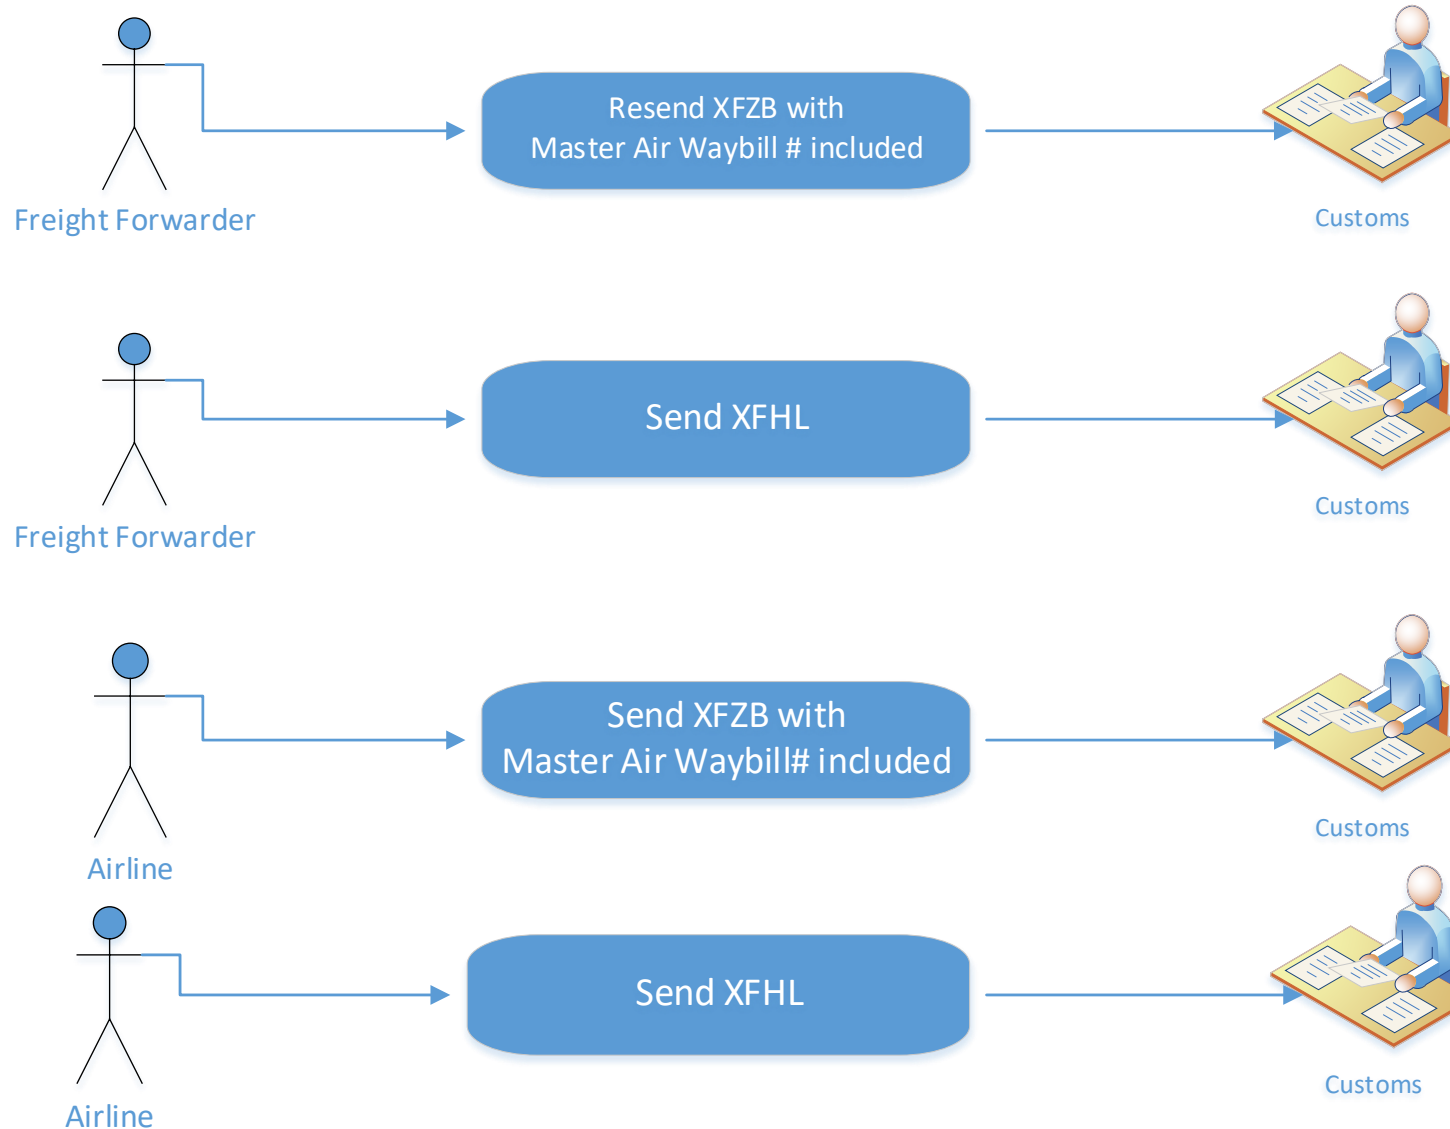 Resend XFZB with
Master Air Waybill # included
Freight Forwarder
Customs
Send XFHL
Customs
Freight Forwarder
Send XFZB with
Master Air Waybill# included
Customs
Airline
Send XFHL
Customs
Airline